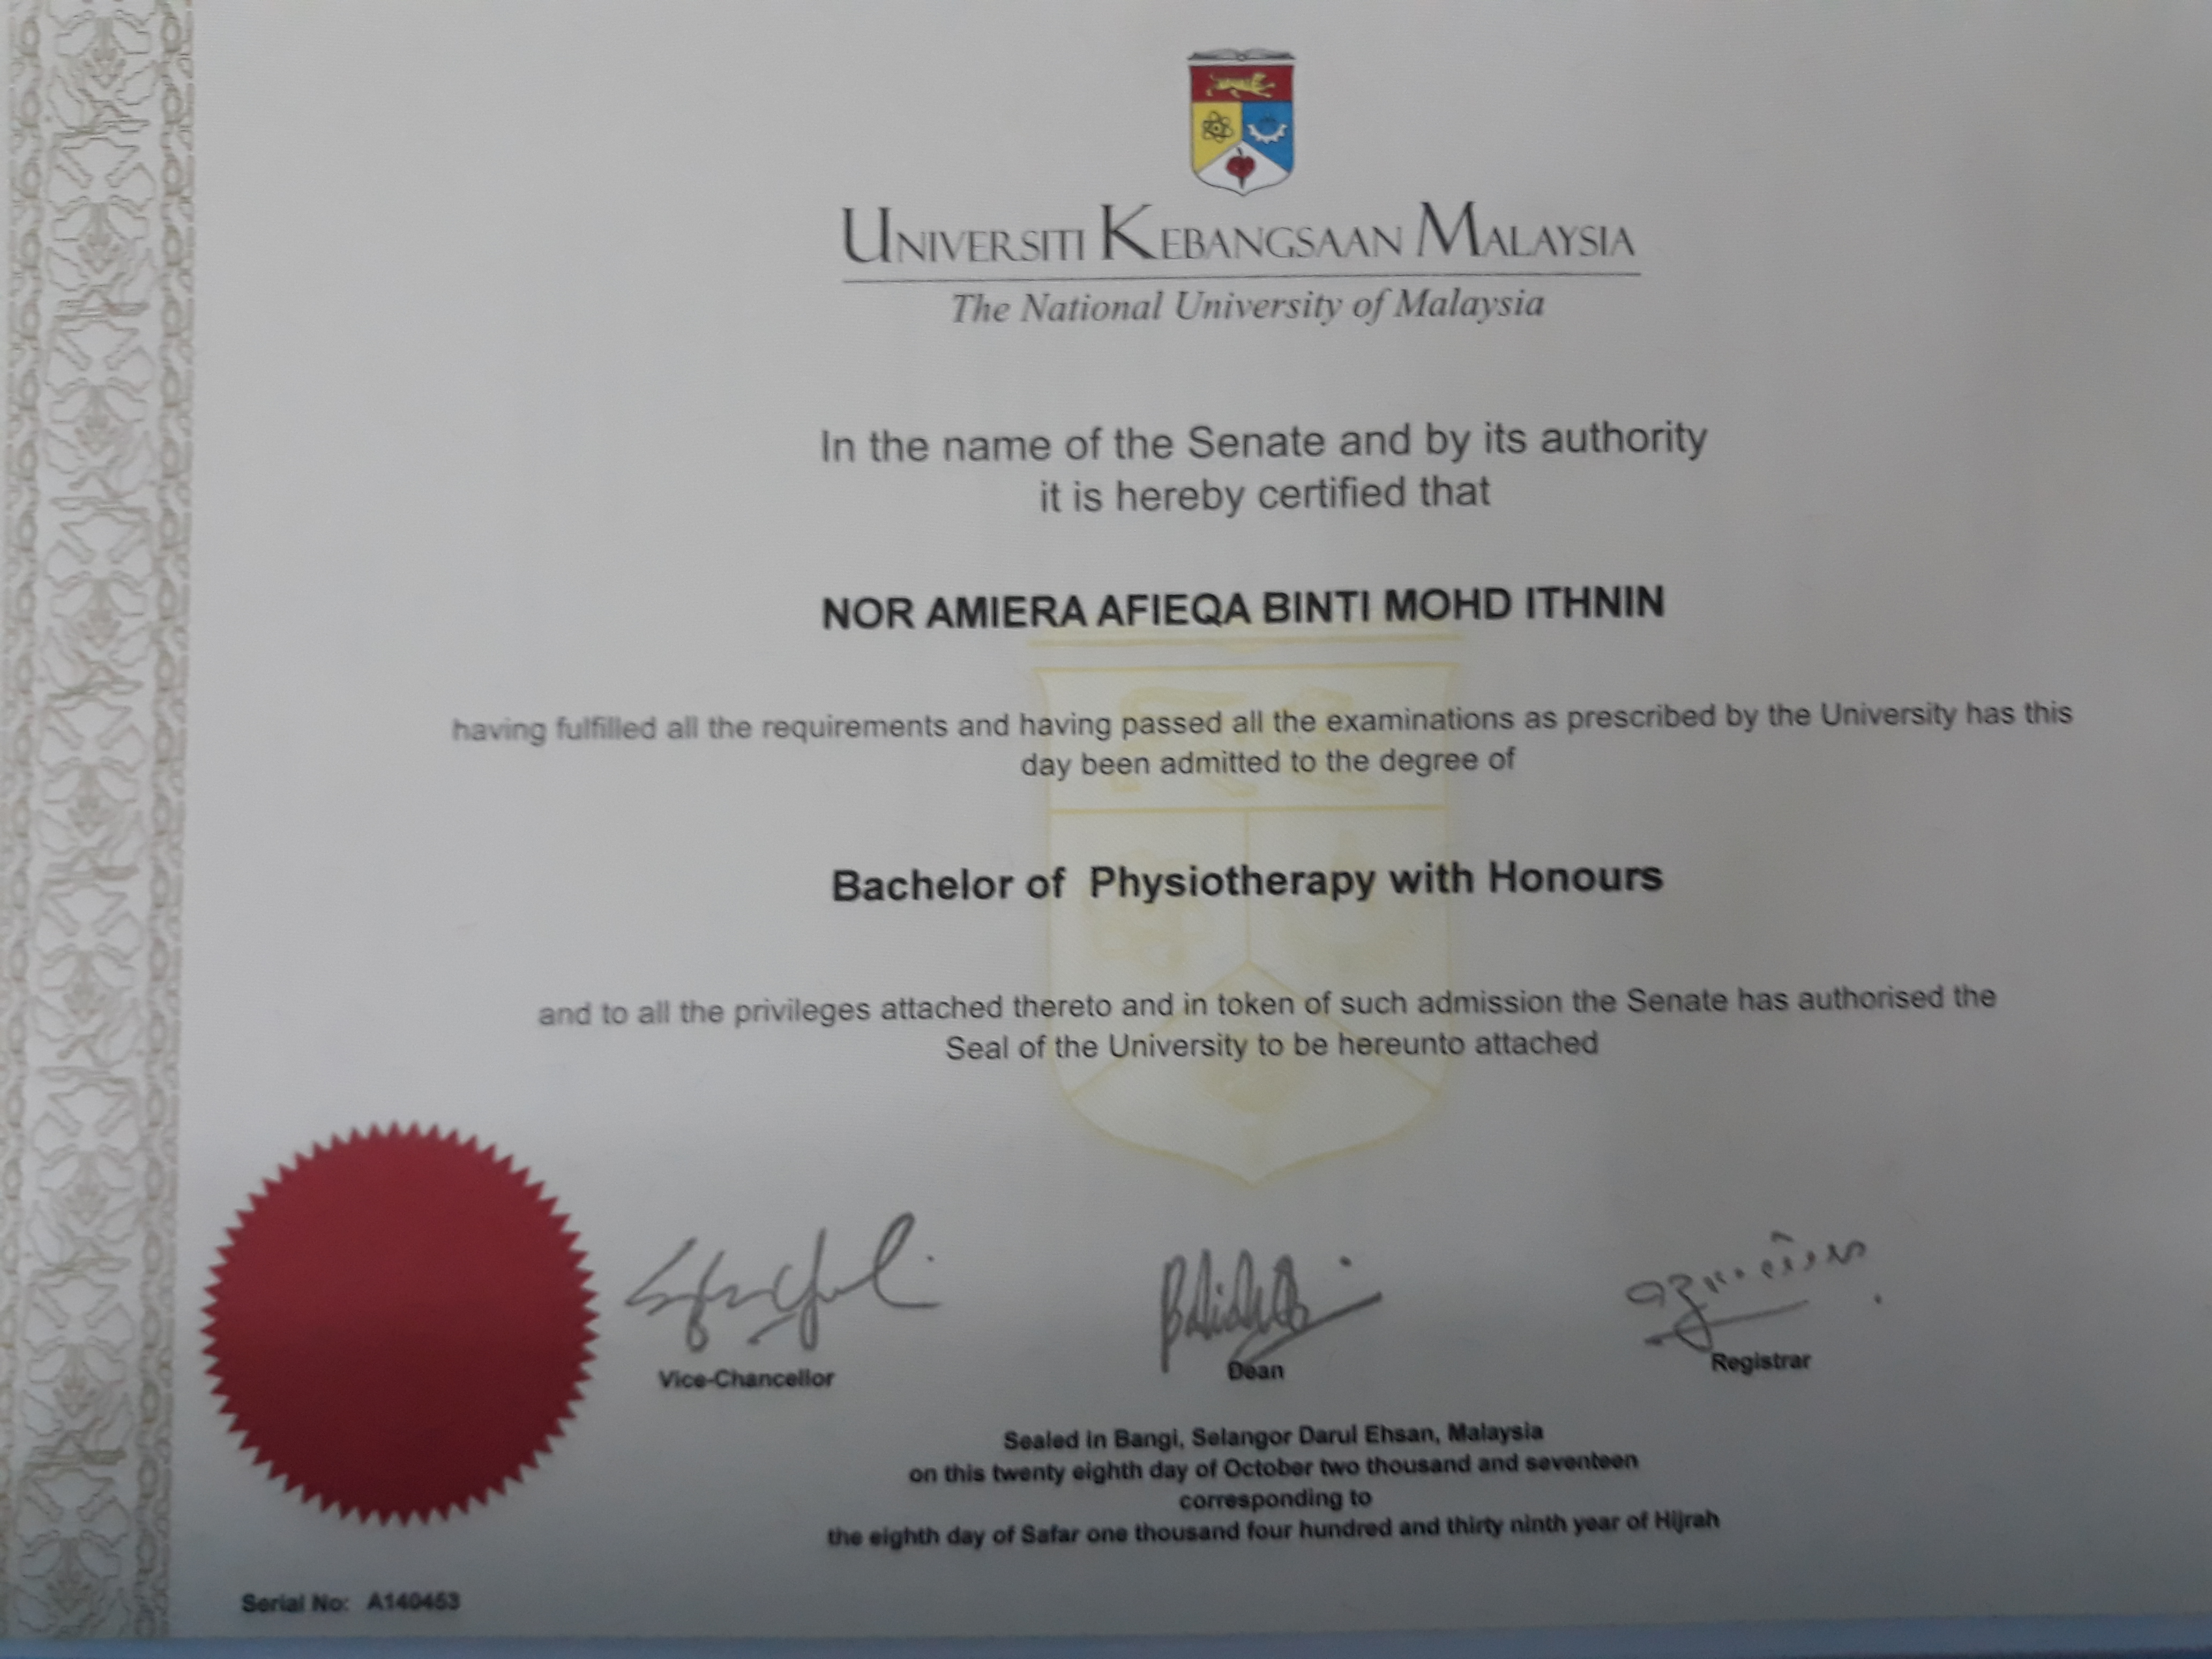 UNIVERSITI KEBANGSAAN MALAYSIA
The National University of Malaysia
In the name of the Senate and by its authority
it is hereby certified that
NOR AMIERA AFIEQA BINTI MOHD ITHNIN
having fulfilled all the requirements and having passed all the examinations as prescribed by the University has this
day been admitted to the degree of
Bachelor of Physiotherapy with Honours
and to all the privileges attached thereto and in token of such admission the Senate has authorised the
Seal of the University to be hereunto attached
Vice-Chancellor
Dean
Registrar
Sealed in Bangi, Selangor Darul Ehsan, Malaysia
on this twenty eighth day of October two thousand and seventeen
corresponding to
the eighth day of Safar one thousand four hundred and thirty ninth year of Hijrah
Serial No: A140453